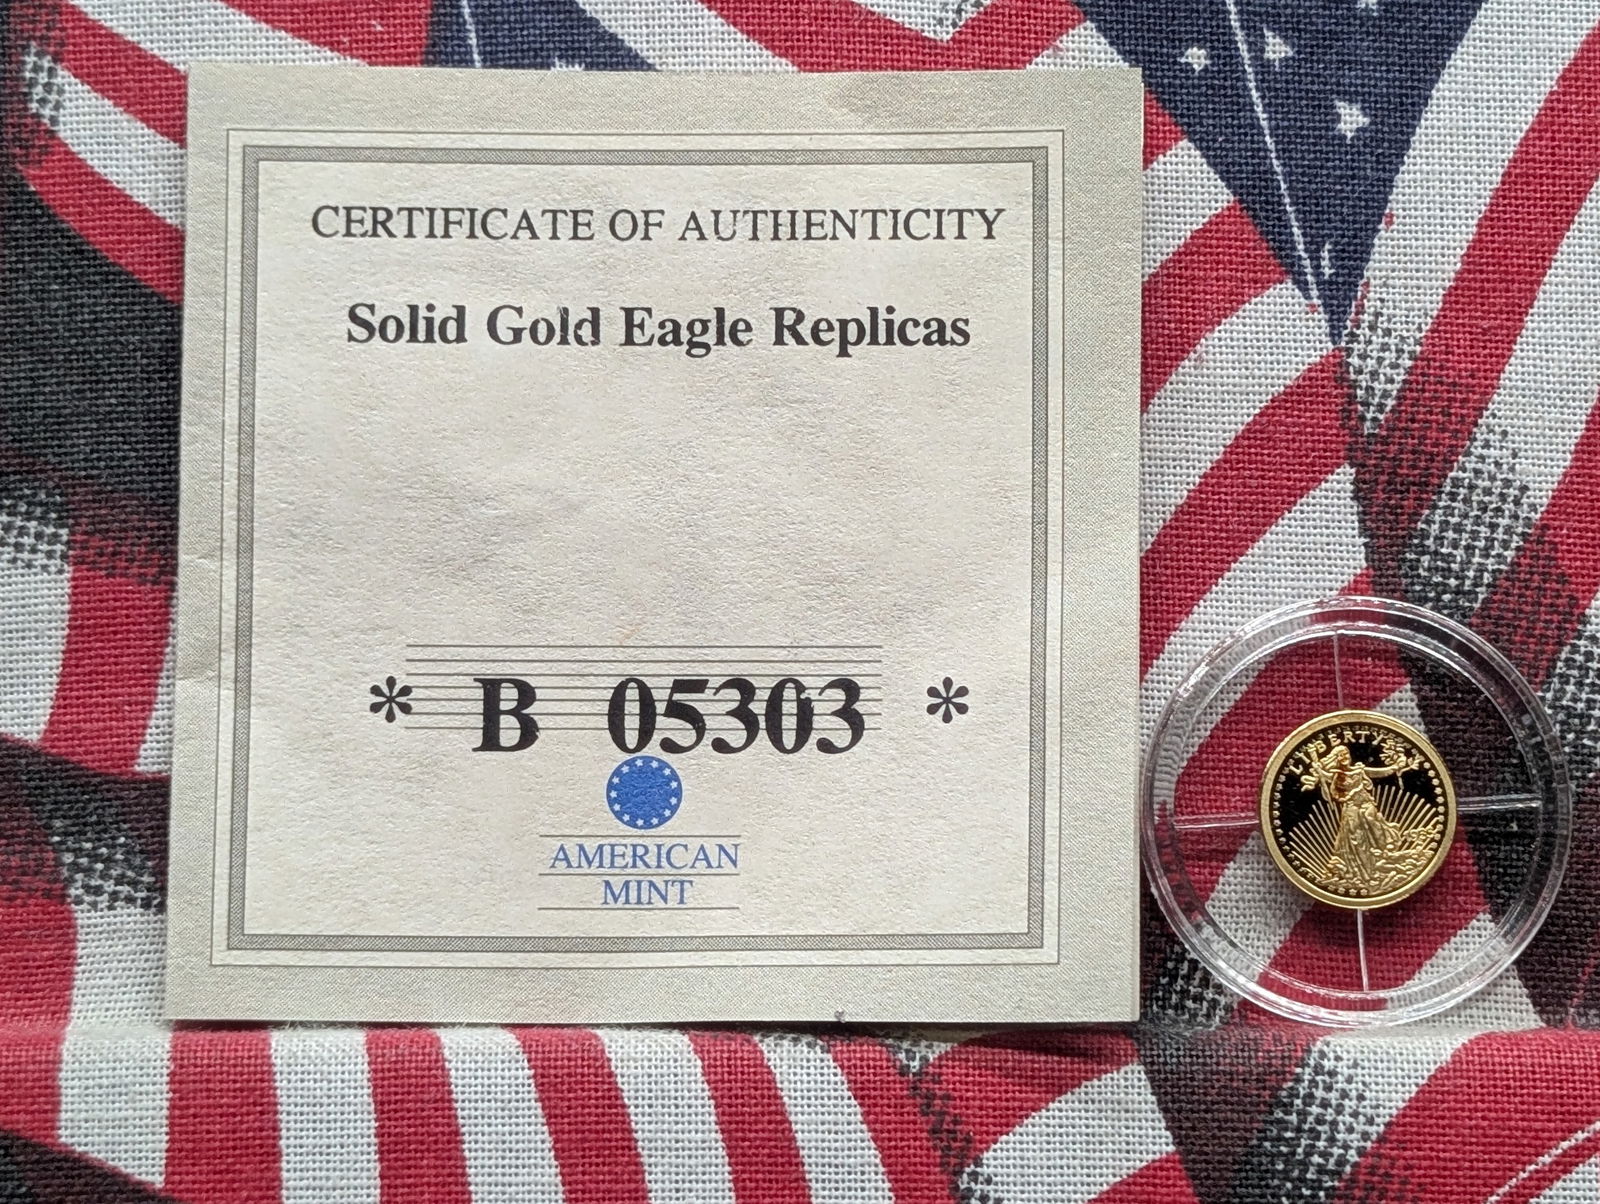 CERTIFICATE OF AUTHENTICITY
Solid Gold Eagle Replicas
* B 05303 *
AMERICAN
MINT
LIBERTY